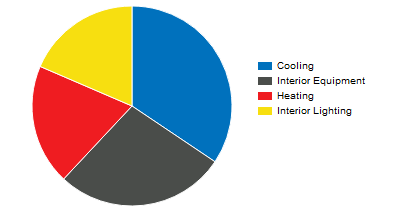 Cooling
Interior Equipment
Heating
Interior Lighting